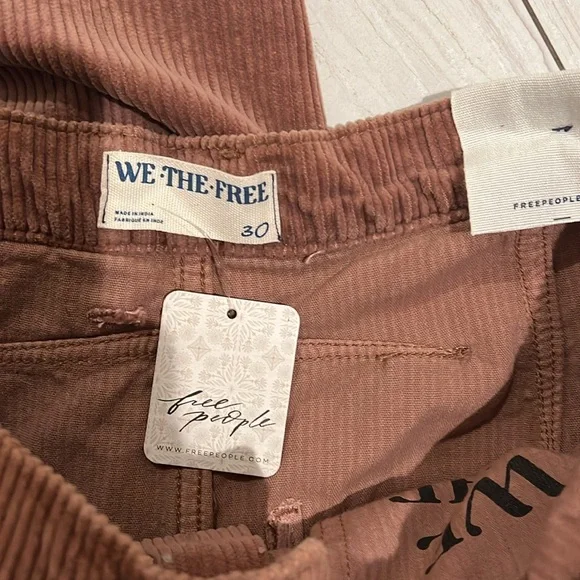 WE·THE·FREE
MADE IN INDIA
FABRIQUÉ EN INDE
30
FREEPEOPLE
free
people
WWW.FREEPEOPLE.COM